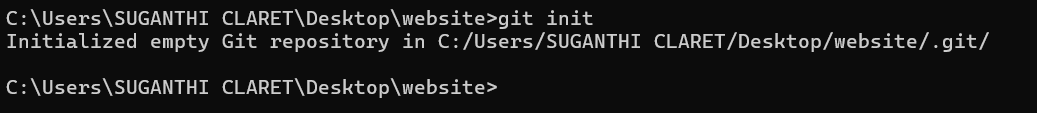 C:\Users\SUGANTHI CLARET\Desktop\website>git init
Initialized empty Git repository in C:/Users/SUGANTHI CLARET/Desktop/website/.git/
C:\Users\SUGANTHI CLARET\Desktop\website>